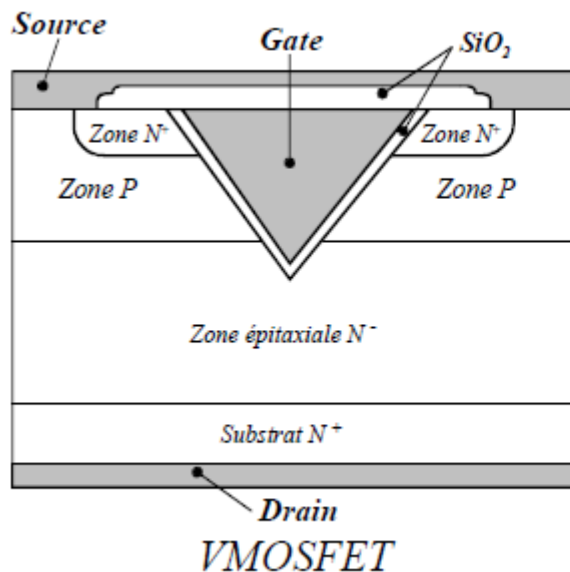 Source
Gate
SiO₂
Zone N⁺
Zone N⁺
Zone P
Zone P
Zone épitaxiale N⁻
Substrat N⁺
Drain
VMOSFET